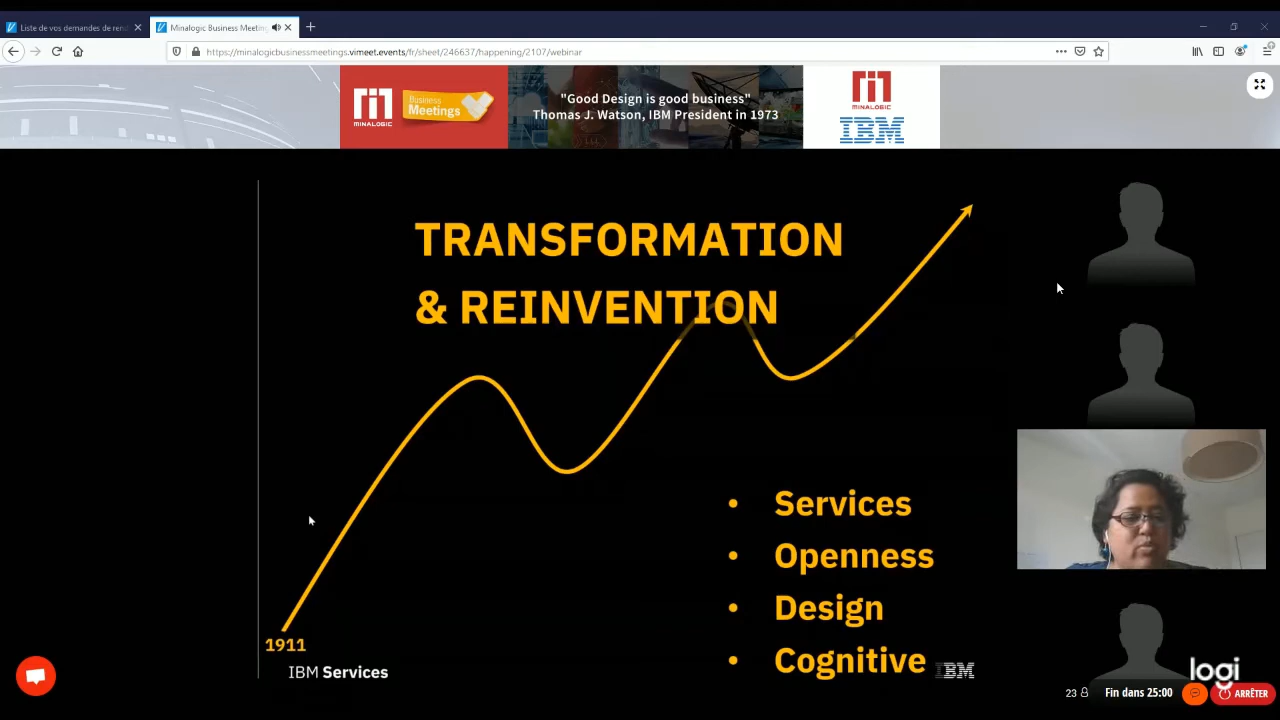 Liste de vos demandes de rend
Minalogic Business Meeting
https://minalogicbusinessmeetings.vimeet.events/fr/sheet/246637/happening/2107/webinar
MINALOGIC
Business
Meetings
"Good Design is good business"
Thomas J. Watson, IBM President in 1973
MINALOGIC
IBM
TRANSFORMATION
& REINVENTION
• Services
• Openness
• Design
• Cognitive
1911
IBM Services
IBM
logi
23
Fin dans 25:00
ARRÊTER